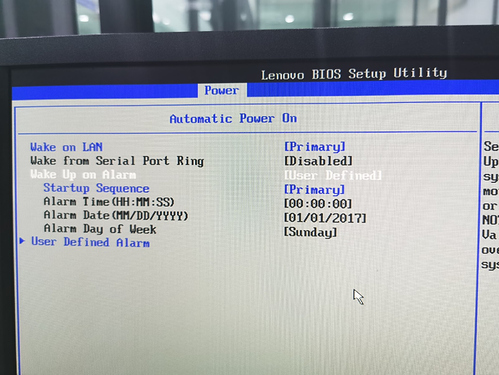 Lenovo BIOS Setup Utility
Power
Automatic Power On
Wake on LAN [Primary]
Wake from Serial Port Ring [Disabled]
Wake Up on Alarm [User Defined]
Startup Sequence [Primary]
Alarm Time(HH:MM:SS) [00:00:00]
Alarm Date(MM/DD/YYYY) [01/01/2017]
Alarm Day of Week [Sunday]
User Defined Alarm
Se
Up
sys
mo
or
NO
Va
ove
sys